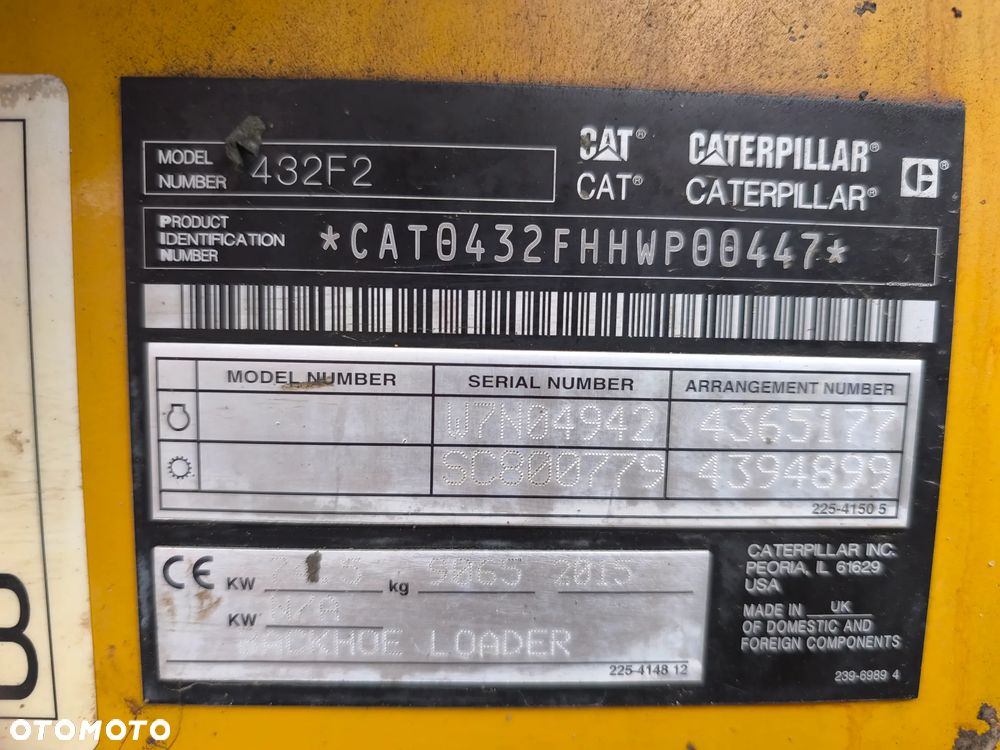 MODEL
NUMBER 432F2
CAT® CATERPILLAR®
CAT® CATERPILLAR®
PRODUCT
IDENTIFICATION
NUMBER
*CAT0432FHHWP00447*
MODEL NUMBER SERIAL NUMBER ARRANGEMENT NUMBER
W7N04942 4365177
SC800779 4394899
225-4150 5
CE KW kg 9865 2015
KW N/A
BACKHOE LOADER
225-4148 12
CATERPILLAR INC.
PEORIA, IL 61629
USA
MADE IN UK
OF DOMESTIC AND
FOREIGN COMPONENTS
239-6989 4
OTOMOTO